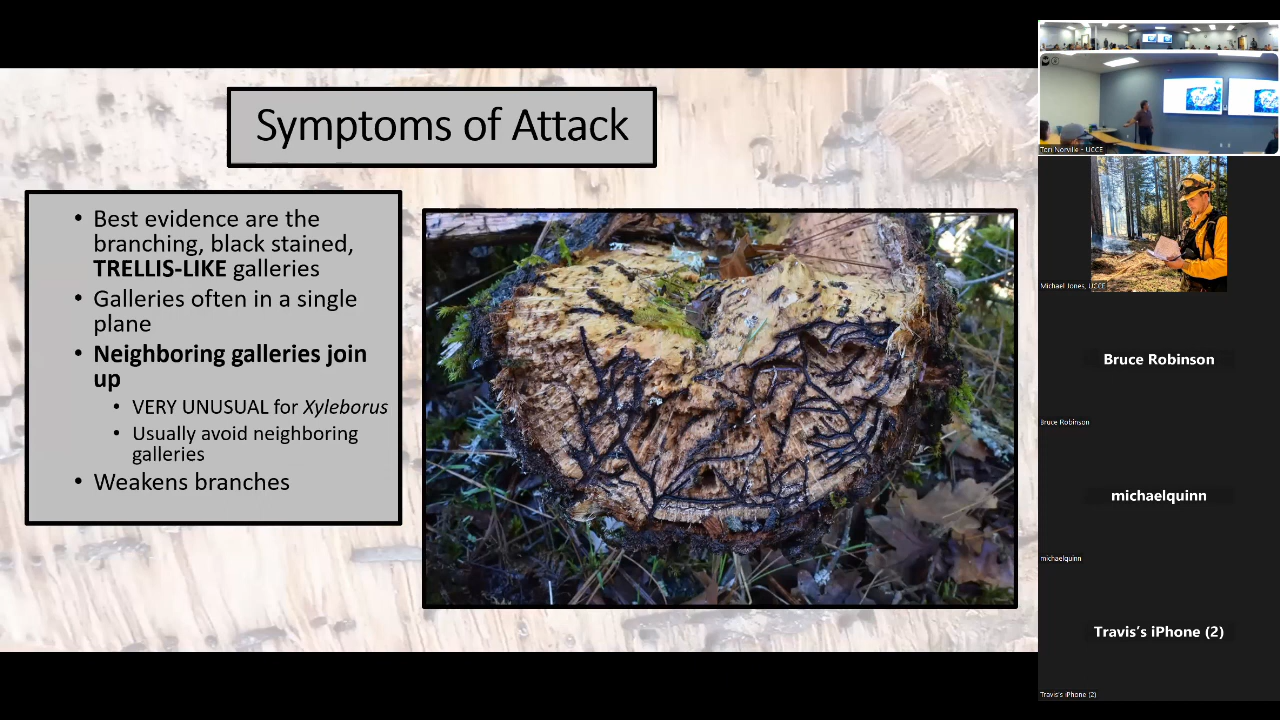 Symptoms of Attack
• Best evidence are the
branching, black stained,
TRELLIS-LIKE galleries
• Galleries often in a single
plane
• Neighboring galleries join
up
• VERY UNUSUAL for Xyleborus
• Usually avoid neighboring
galleries
• Weakens branches
Tori Norville - UCCE
Michael Jones, UCCE
Bruce Robinson
Bruce Robinson
michaelquinn
michaelquinn
Travis's iPhone (2)
Travis's iPhone (2)